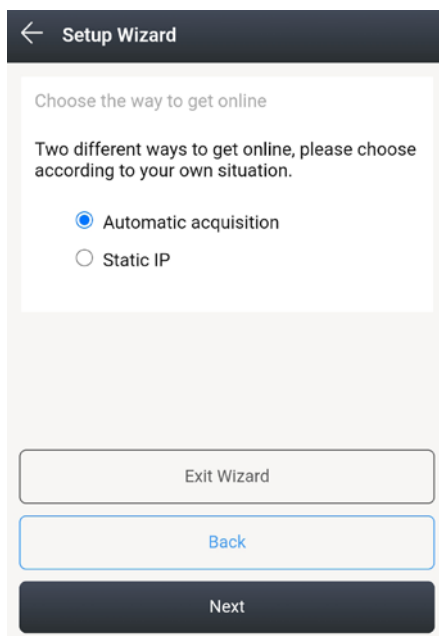 Setup Wizard
Choose the way to get online
Two different ways to get online, please choose
according to your own situation.
Automatic acquisition
Static IP
Exit Wizard
Back
Next